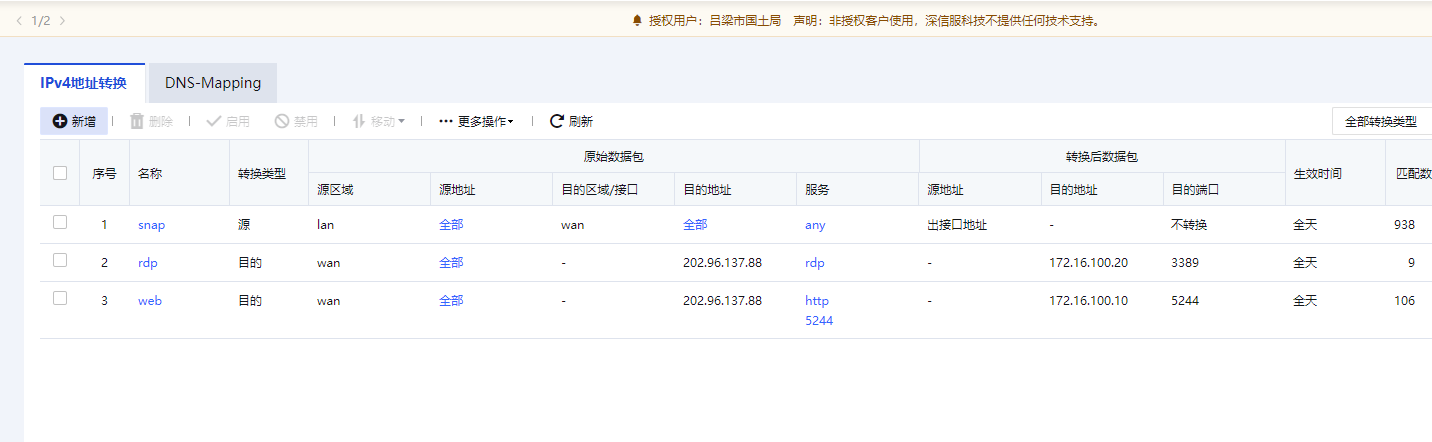 1/2
授权用户：吕梁市国土局 声明：非授权客户使用，深信服科技不提供任何技术支持。
IPv4地址转换 DNS-Mapping
新增 删除 启用 禁用 移动 更多操作 刷新 全部转换类型
序号 名称 转换类型 原始数据包 转换后数据包 生效时间 匹配数
源区域 源地址 目的区域/接口 目的地址 服务 源地址 目的地址 目的端口
1 snap 源 lan 全部 wan 全部 any 出接口地址 - 不转换 全天 938
2 rdp 目的 wan 全部 - 202.96.137.88 rdp - 172.16.100.20 3389 全天 9
3 web 目的 wan 全部 - 202.96.137.88 http - 172.16.100.10 5244 全天 106
5244